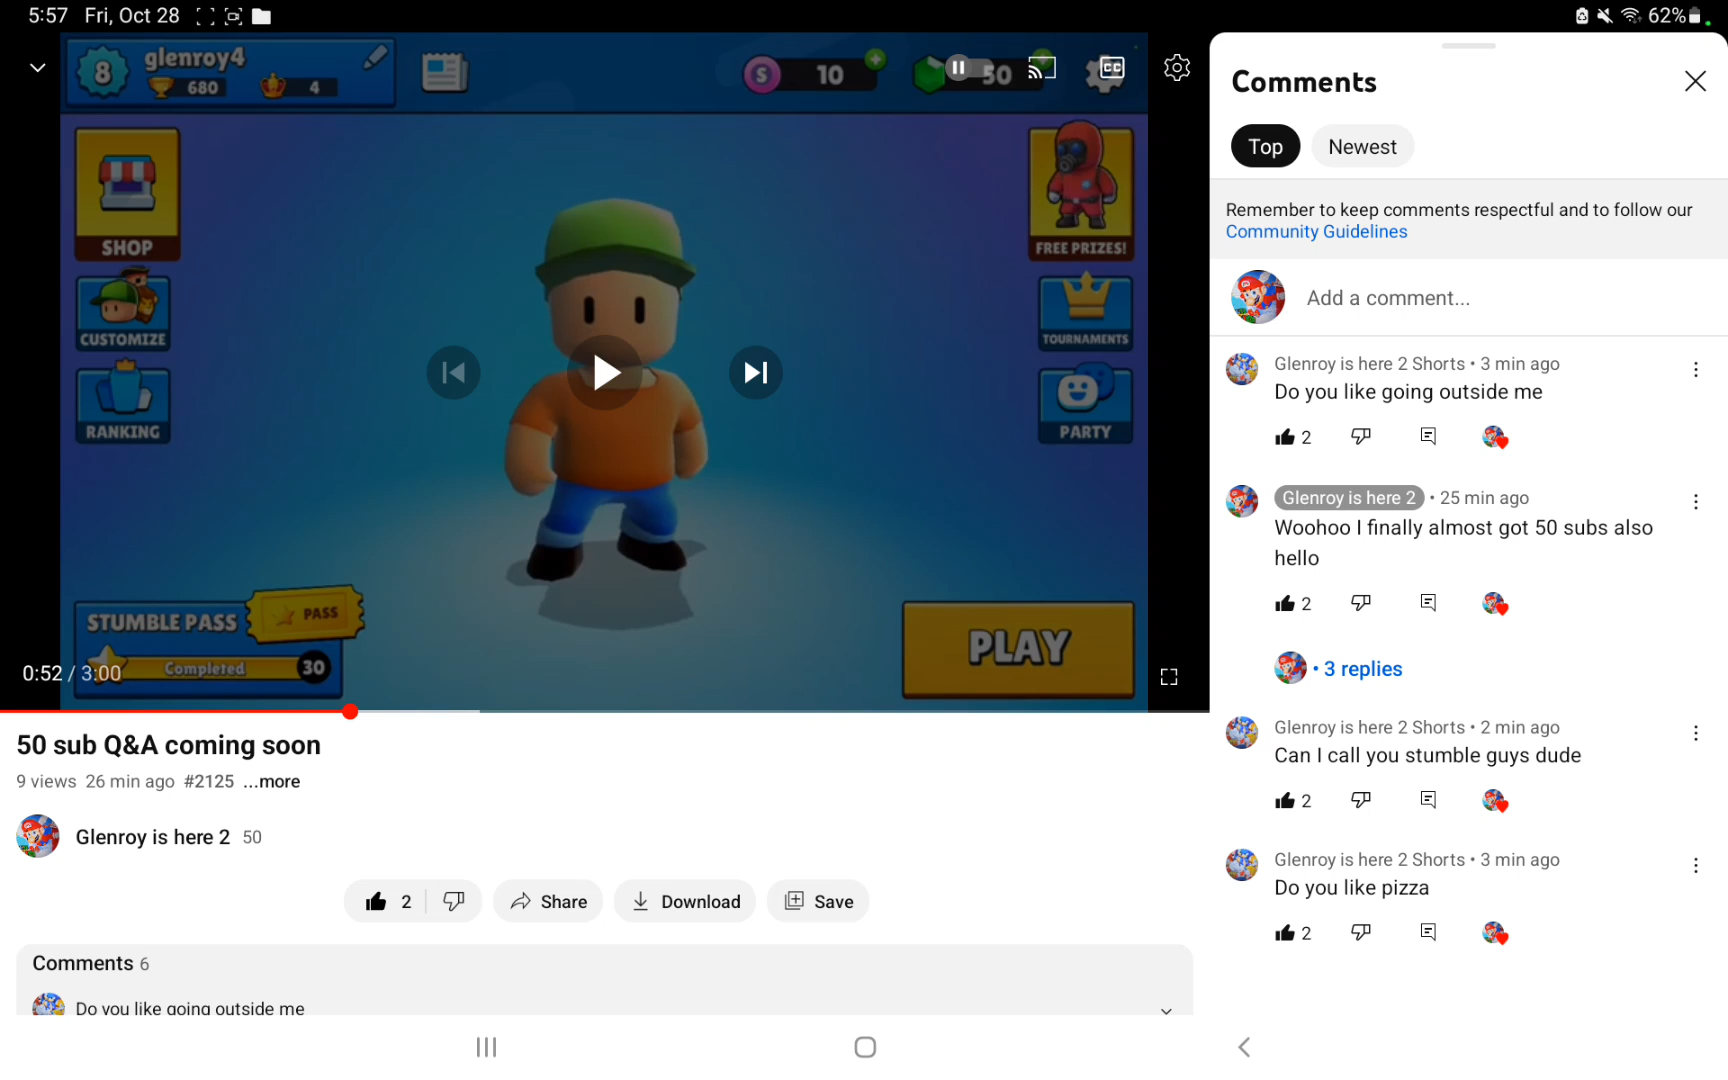 5:57 Fri, Oct 28
62%
8
glenroy4
680
4
S
10
50
CC
SHOP
CUSTOMIZE
RANKING
FREE PRIZES!
TOURNAMENTS
PARTY
STUMBLE PASS
PASS
Completed
30
PLAY
0:52 / 3:00
50 sub Q&A coming soon
9 views 26 min ago #2125 ...more
Glenroy is here 2 50
2
Share
Download
Save
Comments 6
Do you like going outside me
Comments
Top
Newest
Remember to keep comments respectful and to follow our
Community Guidelines
Add a comment...
Glenroy is here 2 Shorts • 3 min ago
Do you like going outside me
2
Glenroy is here 2 • 25 min ago
Woohoo I finally almost got 50 subs also
hello
2
• 3 replies
Glenroy is here 2 Shorts • 2 min ago
Can I call you stumble guys dude
2
Glenroy is here 2 Shorts • 3 min ago
Do you like pizza
2